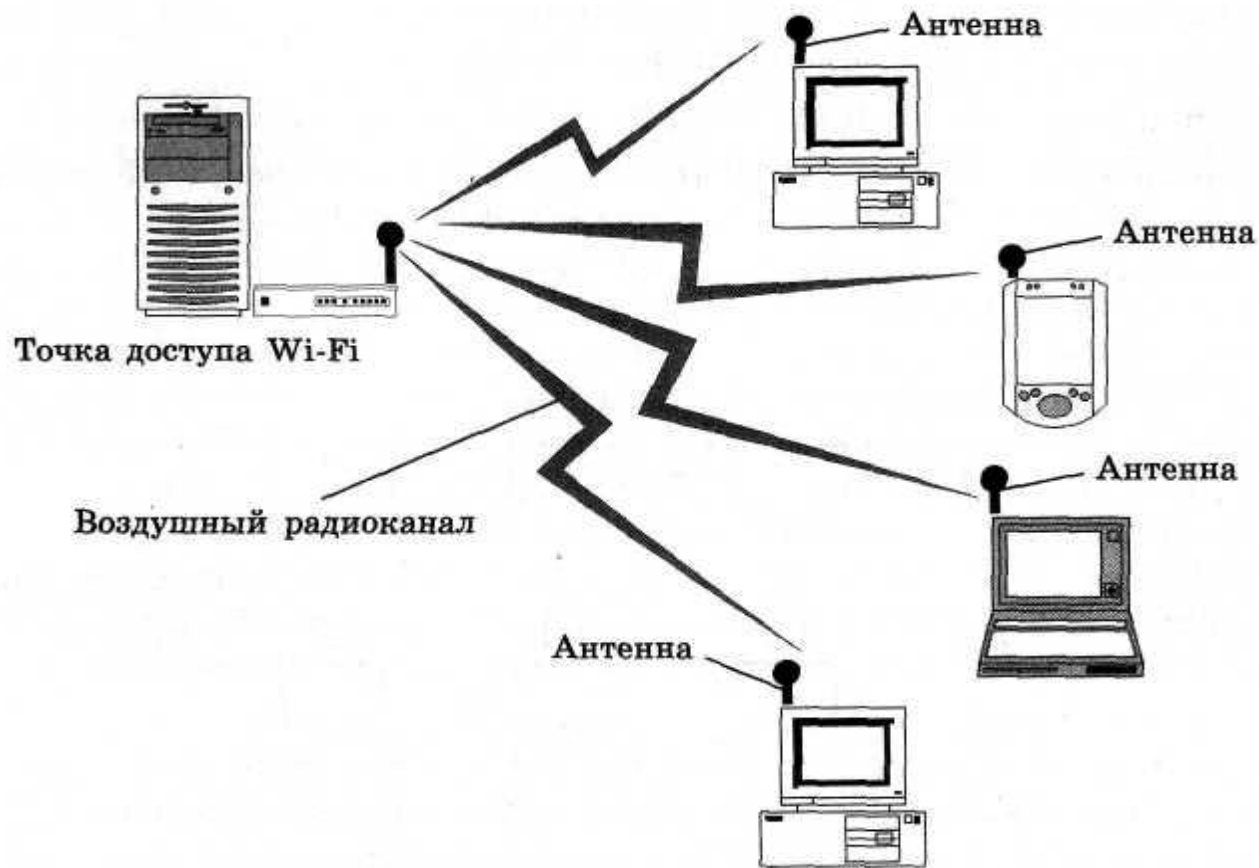 Антенна
Антенна
Точка доступа Wi-Fi
Антенна
Воздушный радиоканал
Антенна